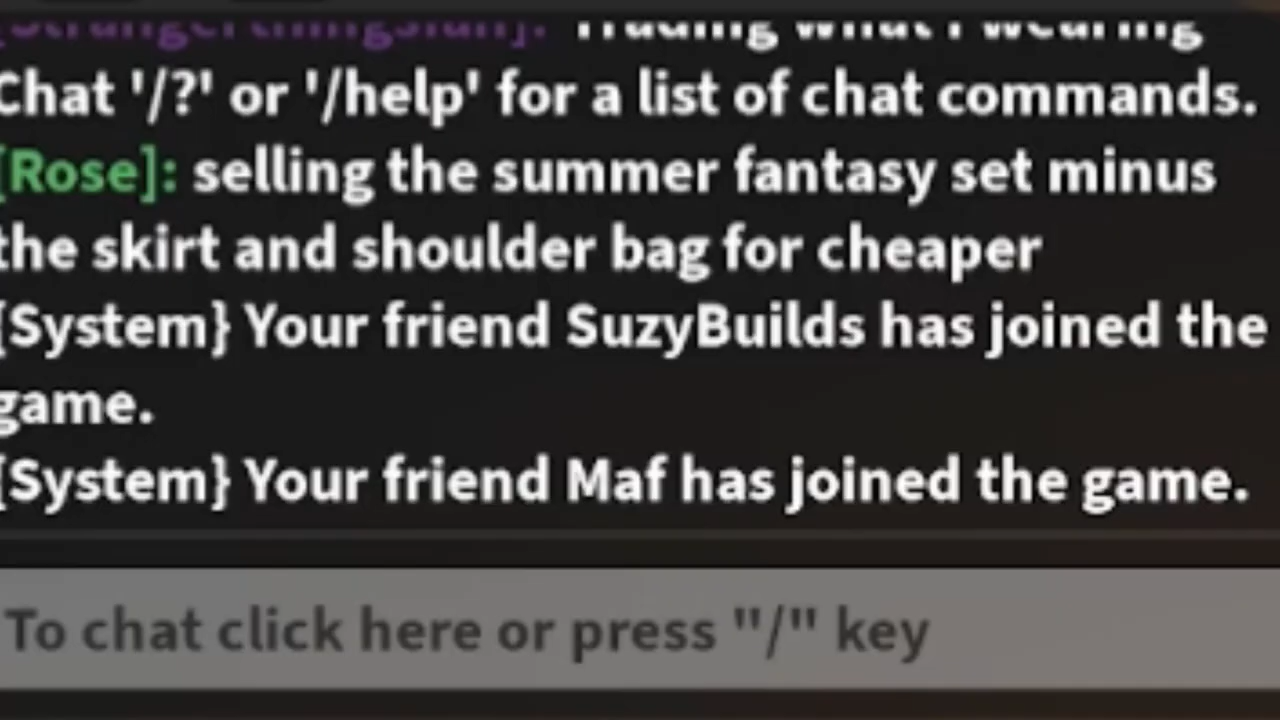 [Strangerthingsfan]: Trading what I wearing
Chat '/?' or '/help' for a list of chat commands.
[Rose]: selling the summer fantasy set minus
the skirt and shoulder bag for cheaper
{System} Your friend SuzyBuilds has joined the
game.
{System} Your friend Maf has joined the game.
To chat click here or press "/" key